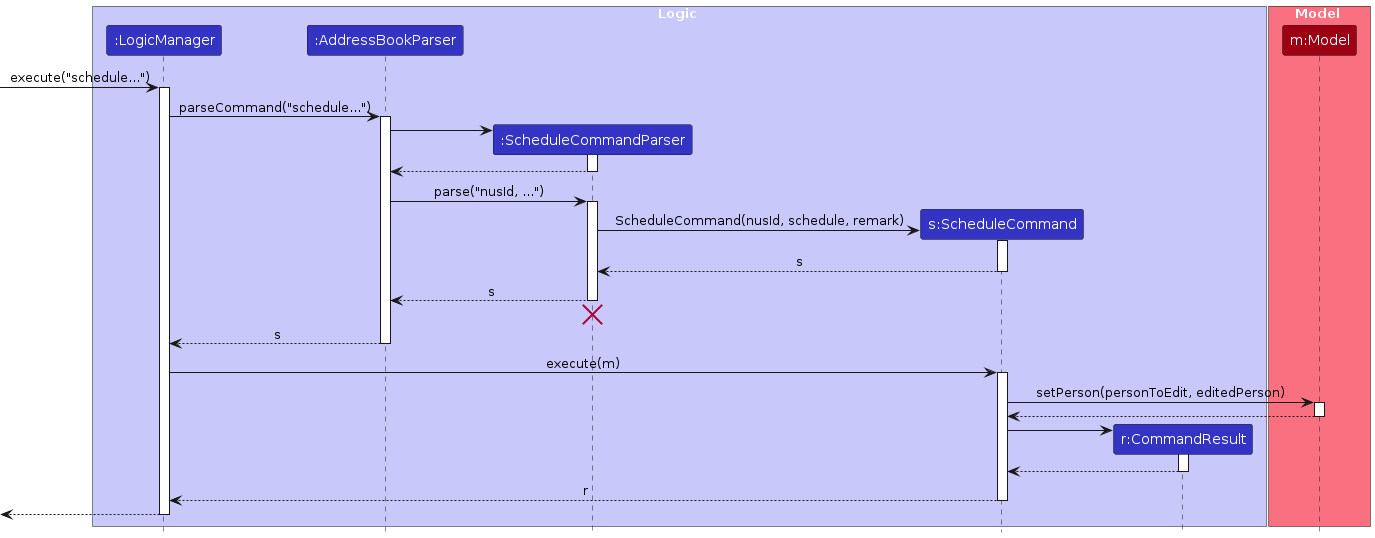 Logic
Model
:LogicManager
:AddressBookParser
m:Model
execute("schedule...")
parseCommand("schedule...")
:ScheduleCommandParser
parse("nusId, ...")
ScheduleCommand(nusId, schedule, remark)
s:ScheduleCommand
s
s
s
execute(m)
setPerson(personToEdit, editedPerson)
r:CommandResult
r